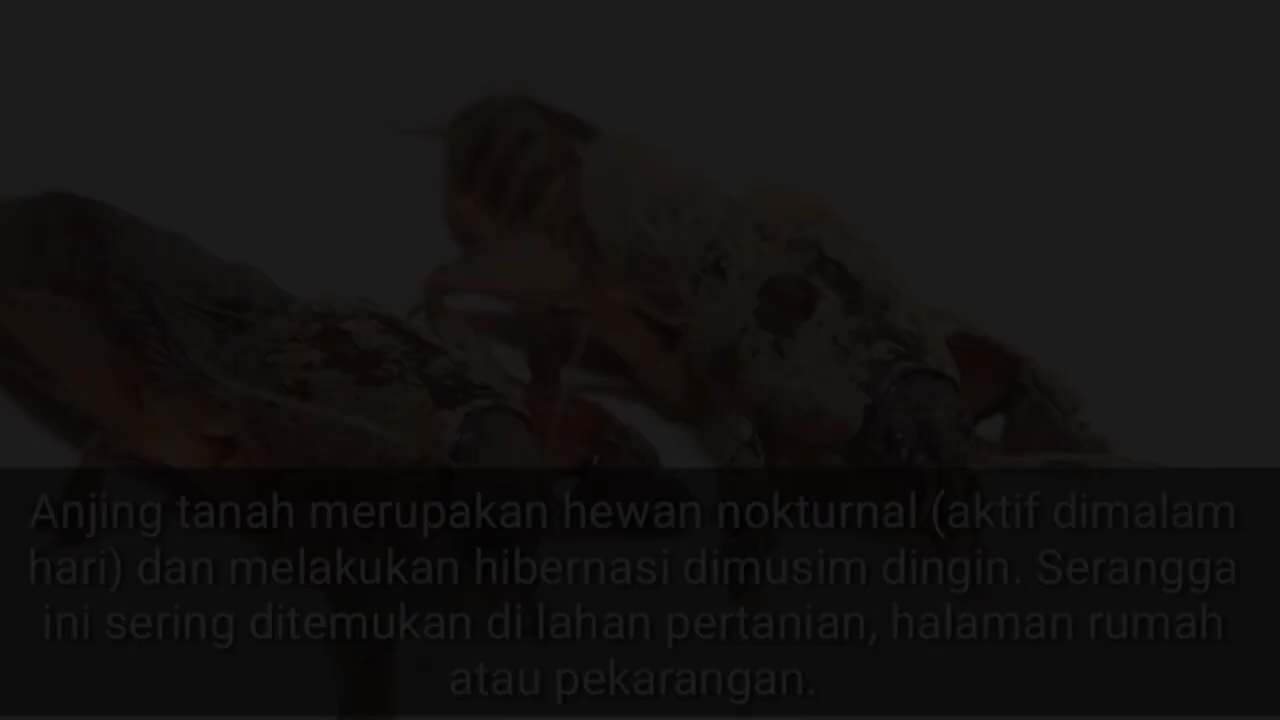 Anjing tanah merupakan hewan nokturnal (aktif dimalam
hari) dan melakukan hibernasi dimusim dingin. Serangga
ini sering ditemukan di lahan pertanian, halaman rumah
atau pekarangan.